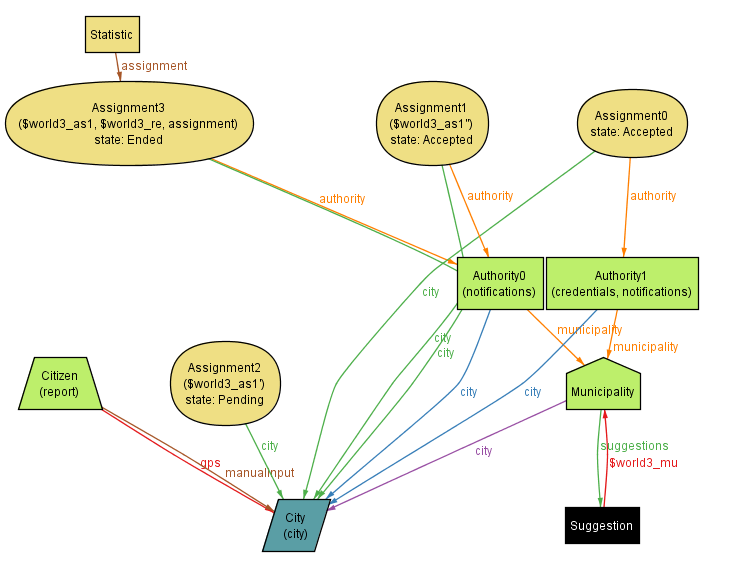 Statistic
assignment
Assignment3
($world3_as1, $world3_re, assignment)
state: Ended
Assignment1
($world3_as1")
state: Accepted
Assignment0
state: Accepted
authority
authority
authority
Authority0
(notifications)
Authority1
(credentials, notifications)
city
municipality
city
municipality
city
Citizen
(report)
Assignment2
($world3_as1')
state: Pending
city
city
Municipality
city
gps
manualinput
city
suggestions
$world3_mu
City
(city)
Suggestion